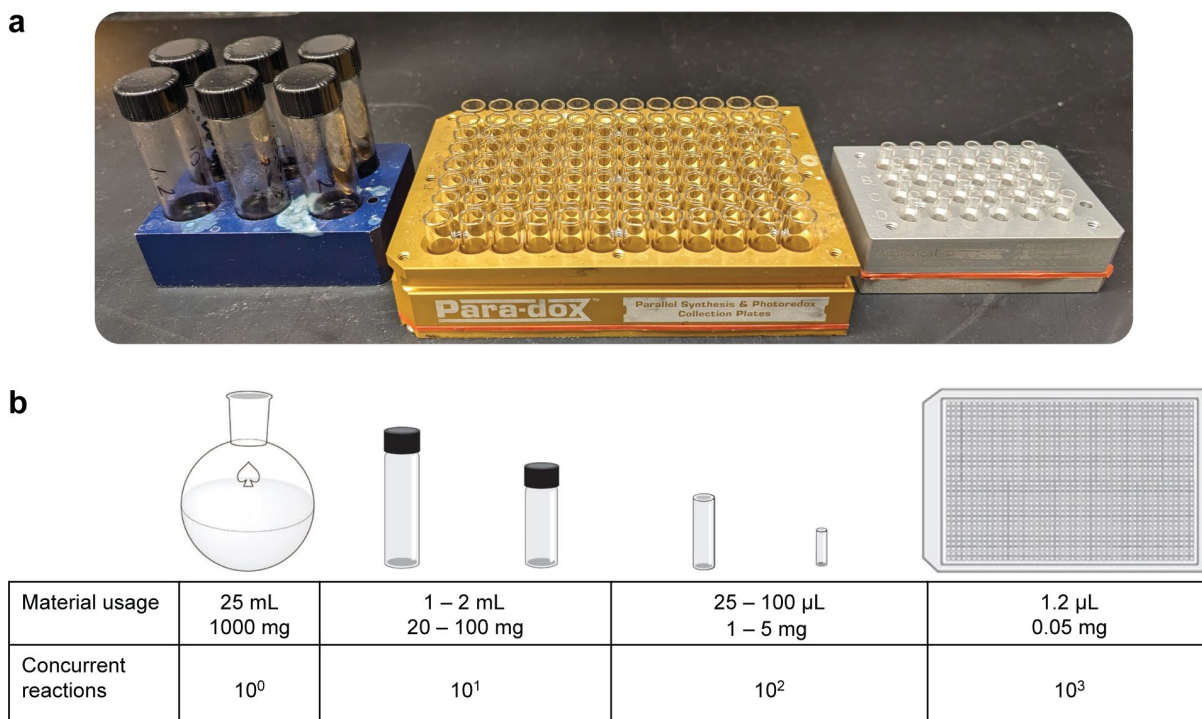 a
Para-dox™
Parallel Synthesis & Photoredox
Collection Plates
b
Material usage
25 mL
1000 mg
1 – 2 mL
20 – 100 mg
25 – 100 µL
1 – 5 mg
1.2 µL
0.05 mg
Concurrent
reactions
10⁰
10¹
10²
10³